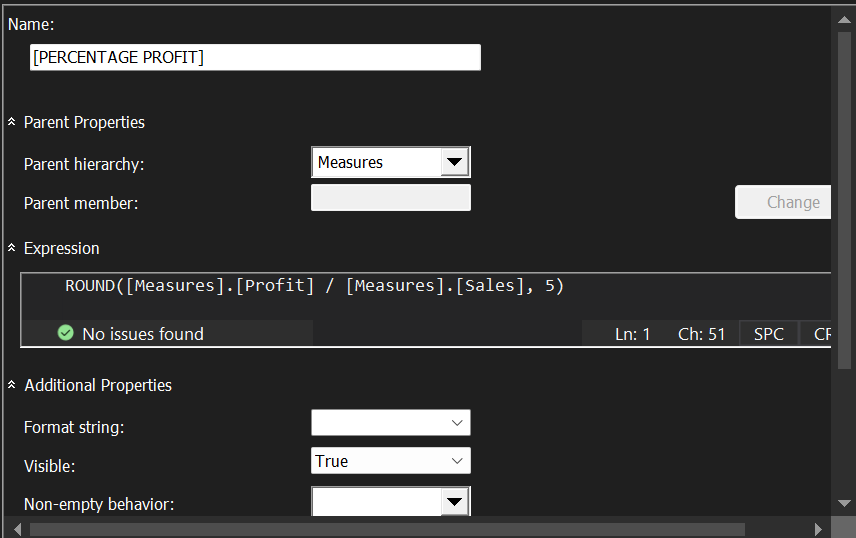 Name:
[PERCENTAGE PROFIT]
Parent Properties
Parent hierarchy: Measures
Parent member: Change
Expression
ROUND([Measures].[Profit] / [Measures].[Sales], 5)
No issues found Ln: 1 Ch: 51 SPC CR
Additional Properties
Format string:
Visible: True
Non-empty behavior: